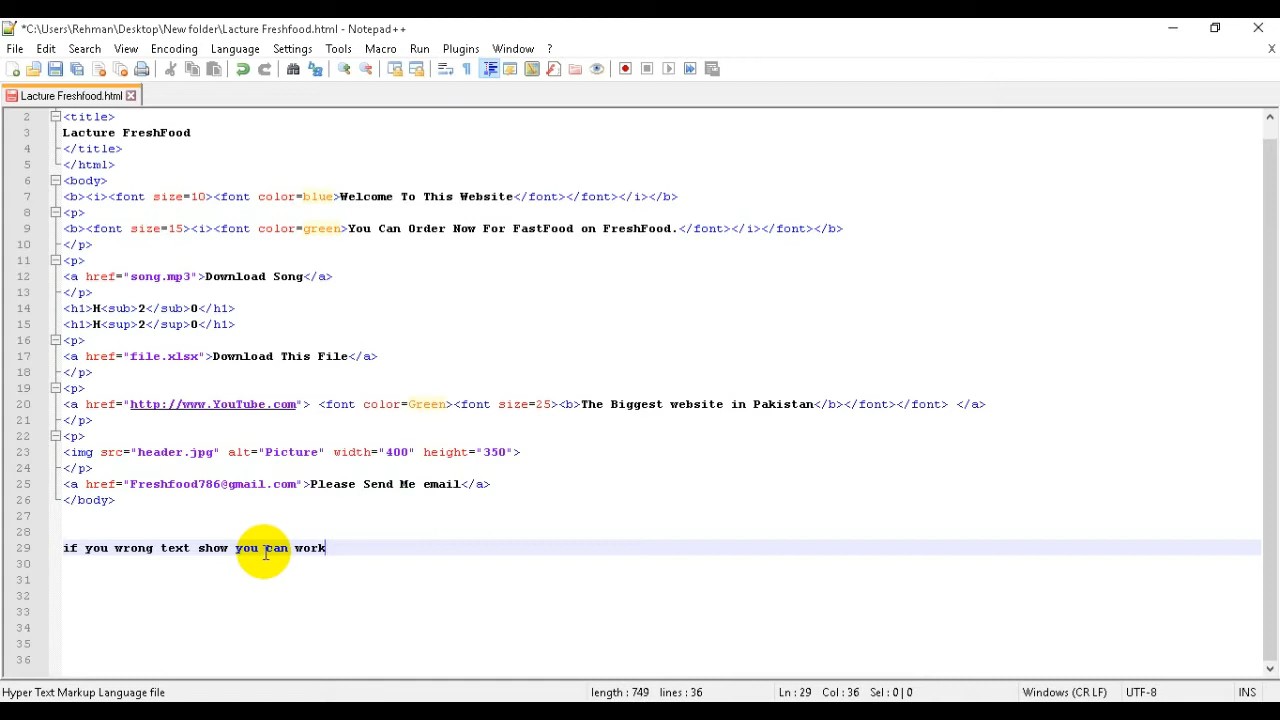 *C:\Users\Rehman\Desktop\New folder\Lacture Freshfood.html - Notepad++
File Edit Search View Encoding Language Settings Tools Macro Run Plugins Window ? X
Lacture Freshfood.html
2 <title>
3 Lacture FreshFood
4 </title>
5 </html>
6 <body>
7 <b><i><font size=10><font color=blue>Welcome To This Website</font></font></i></b>
8 <p>
9 <b><font size=15><i><font color=green>You Can Order Now For FastFood on FreshFood.</font></i></font></b>
10 </p>
11 <p>
12 <a href="song.mp3">Download Song</a>
13 </p>
14 <h1>H<sub>2</sub>O</h1>
15 <h1>H<sup>2</sup>O</h1>
16 <p>
17 <a href="file.xlsx">Download This File</a>
18 </p>
19 <p>
20 <a href="http://www.YouTube.com"> <font color=Green><font size=25><b>The Biggest website in Pakistan</b></font></font> </a>
21 </p>
22 <p>
23 <img src="header.jpg" alt="Picture" width="400" height="350">
24 </p>
25 <a href="Freshfood786@gmail.com">Please Send Me email</a>
26 </body>
27
28
29 if you wrong text show you can work
30
31
32
33
34
35
36
Hyper Text Markup Language file length : 749 lines : 36 Ln : 29 Col : 36 Sel : 0 | 0 Windows (CR LF) UTF-8 INS